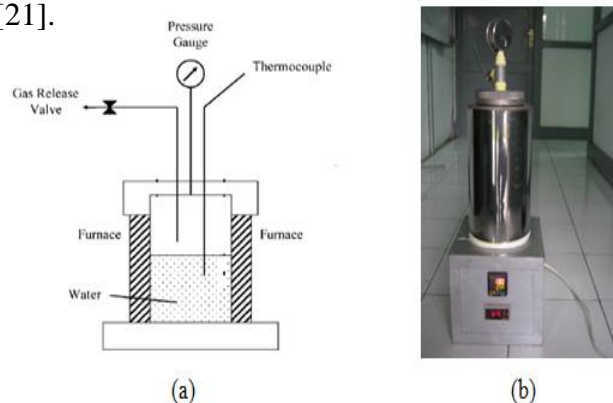 [21].
Pressure
Gauge
Thermocouple
Gas Release
Valve
Furnace
Furnace
Water
(a)
(b)